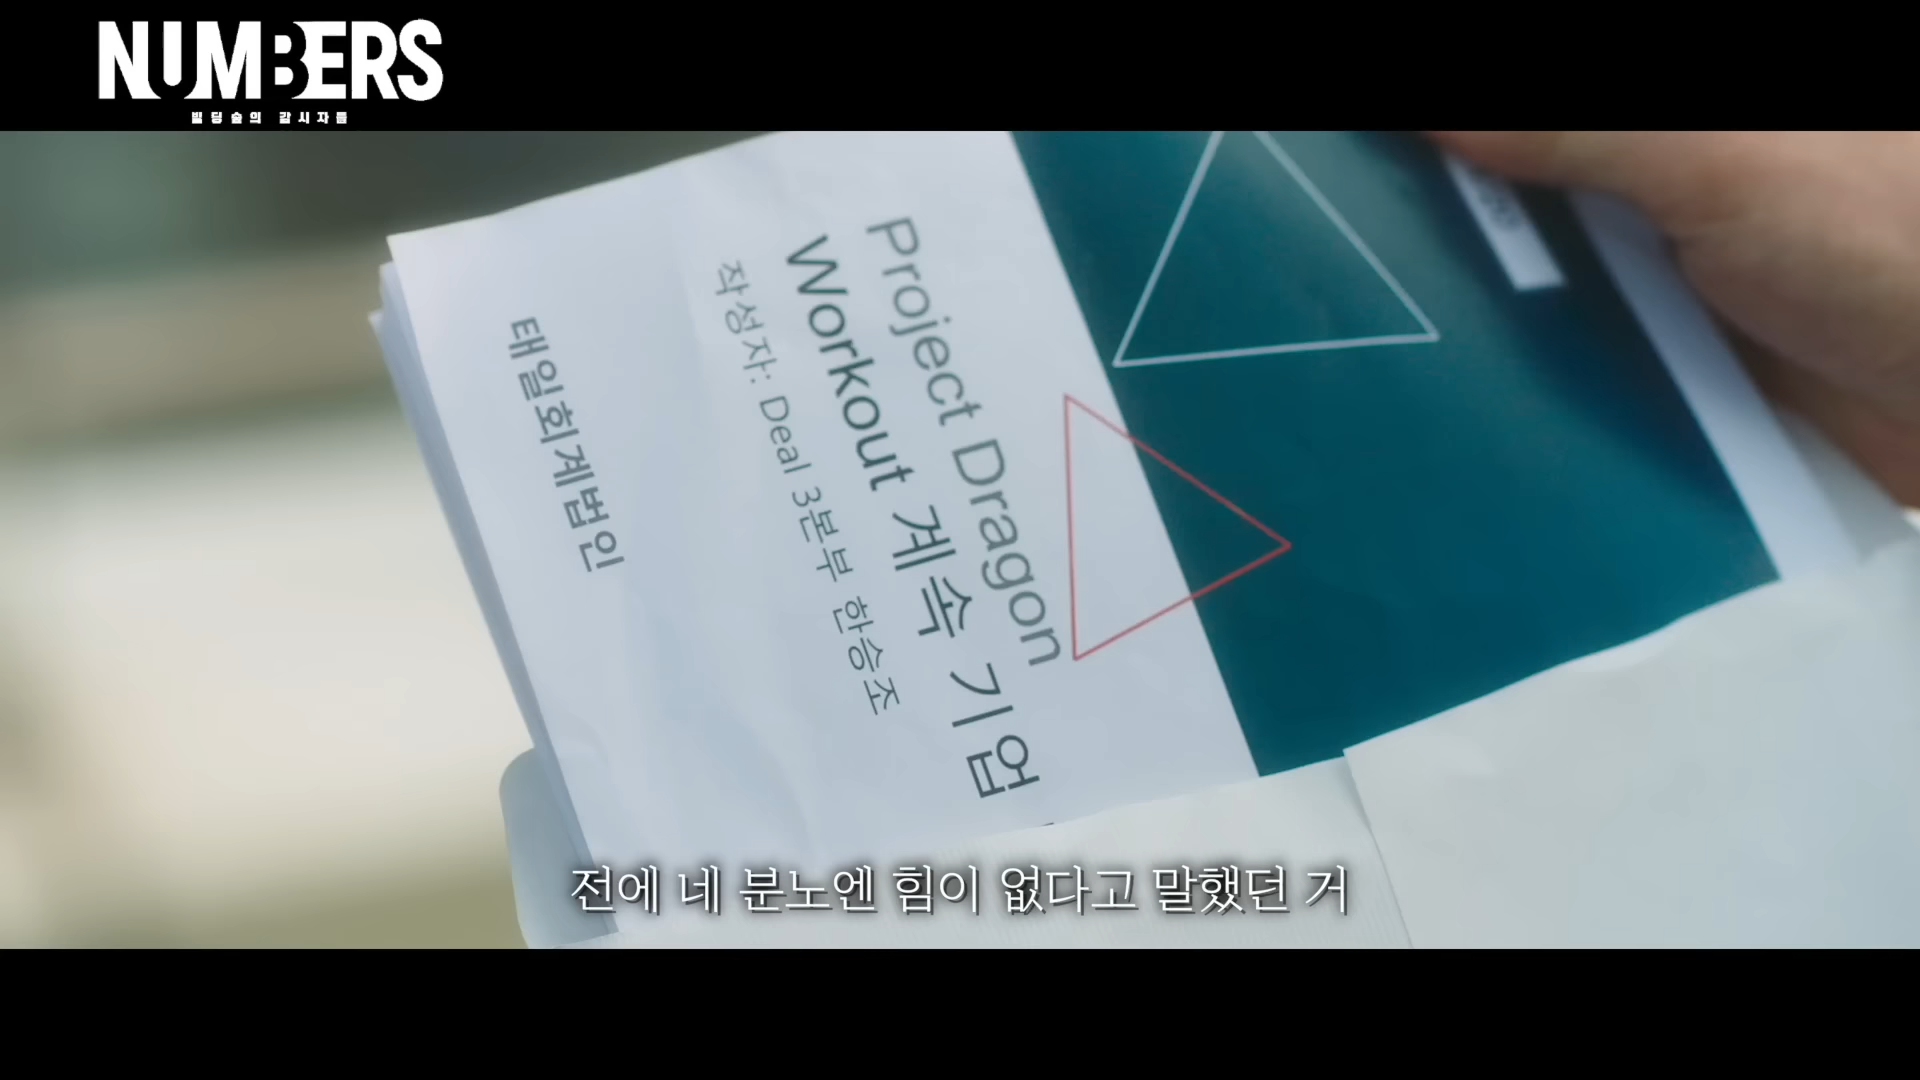 NUMBERS
빌딩숲의 감시자들
Project Dragon
Workout 계속 기업
작성자: Deal 3본부 한승조
태일회계법인
전에 네 분노엔 힘이 없다고 말했던 거